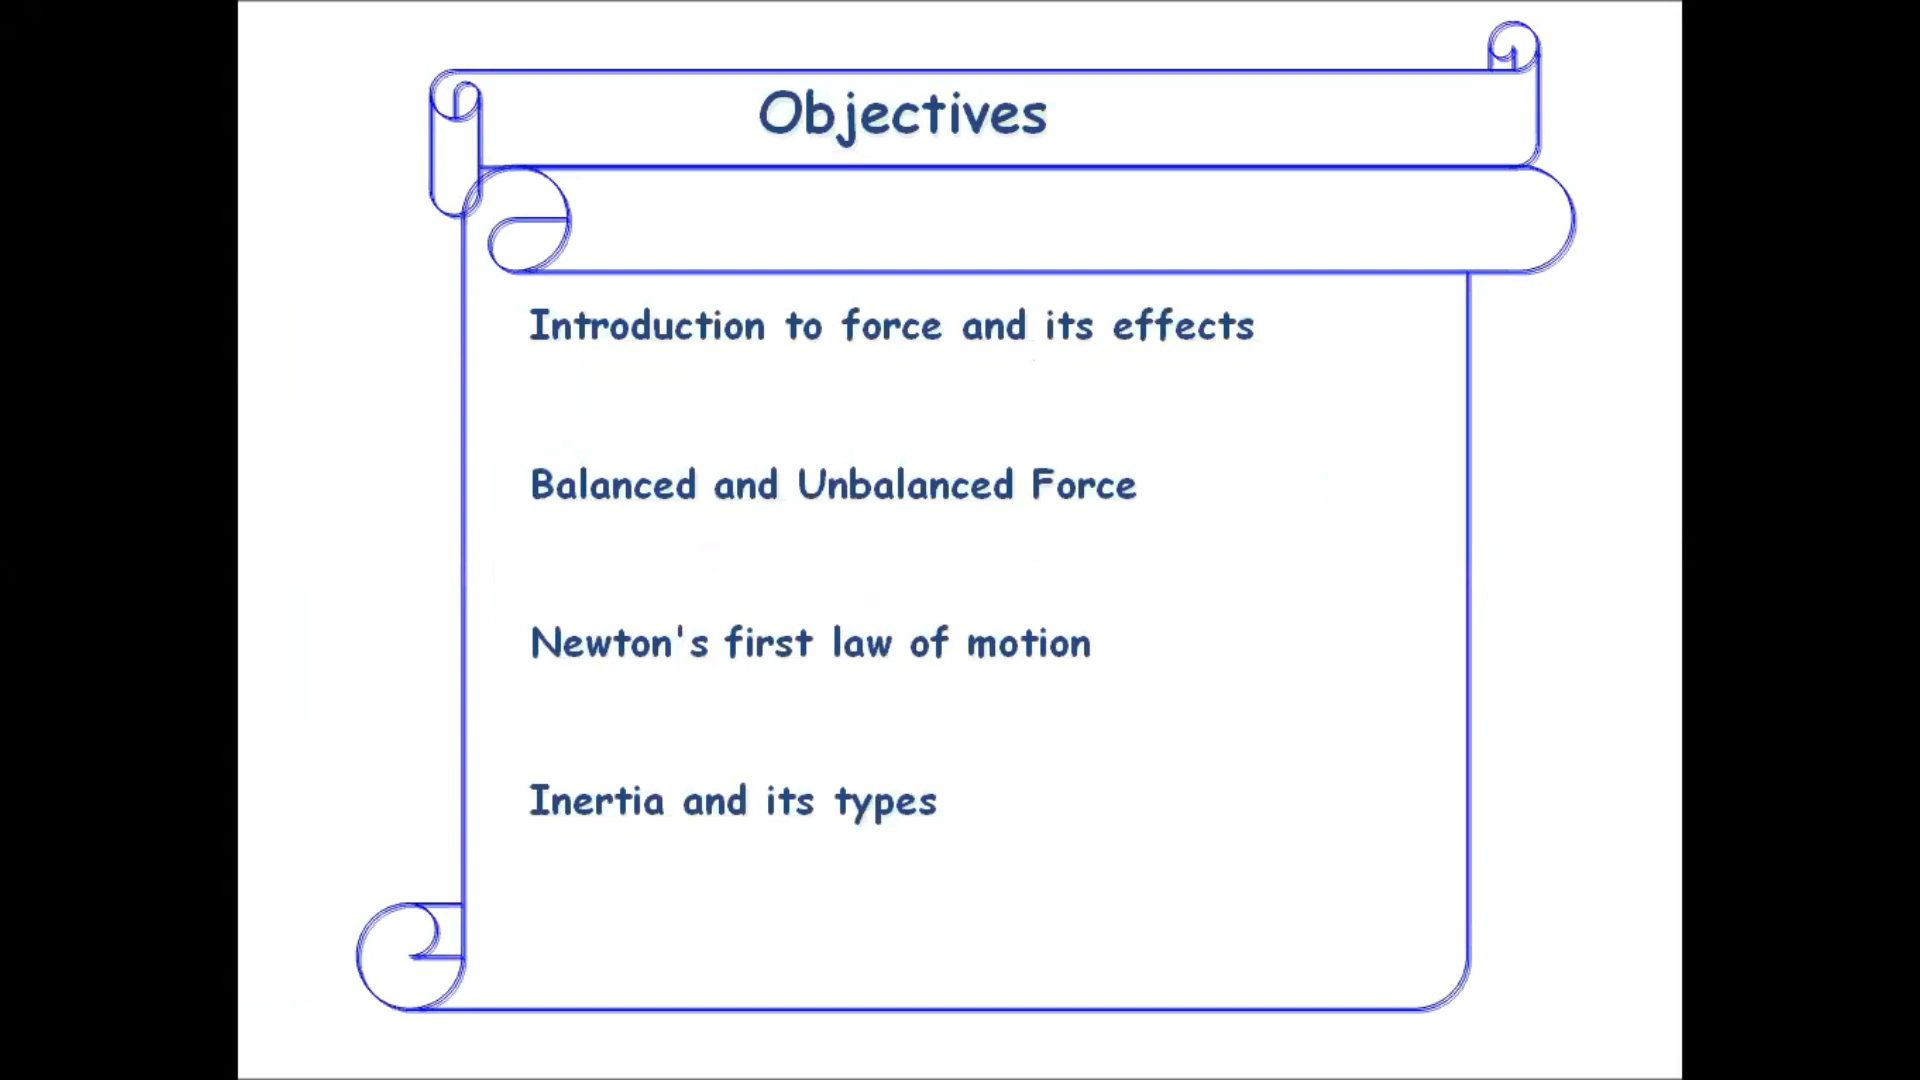 Objectives
Introduction to force and its effects
Balanced and Unbalanced Force
Newton's first law of motion
Inertia and its types